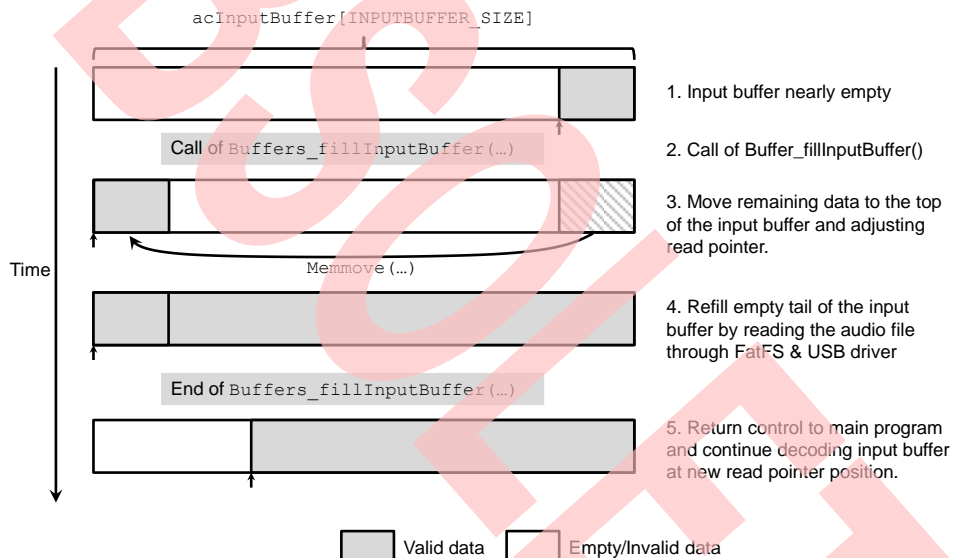 acInputBuffer[INPUTBUFFER_SIZE]
1. Input buffer nearly empty
Call of Buffers_fillInputBuffer(…)
2. Call of Buffer_fillInputBuffer()
3. Move remaining data to the top
of the input buffer and adjusting
read pointer.
Memmove(…)
Time
4. Refill empty tail of the input
buffer by reading the audio file
through FatFS & USB driver
End of Buffers_fillInputBuffer(…)
5. Return control to main program
and continue decoding input buffer
at new read pointer position.
Valid data
Empty/Invalid data